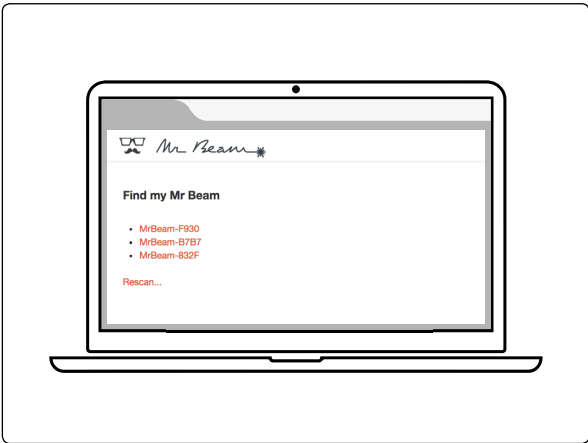 Mr Beam
Find my Mr Beam
• MrBeam-F930
• MrBeam-B7B7
• MrBeam-832F
Rescan...